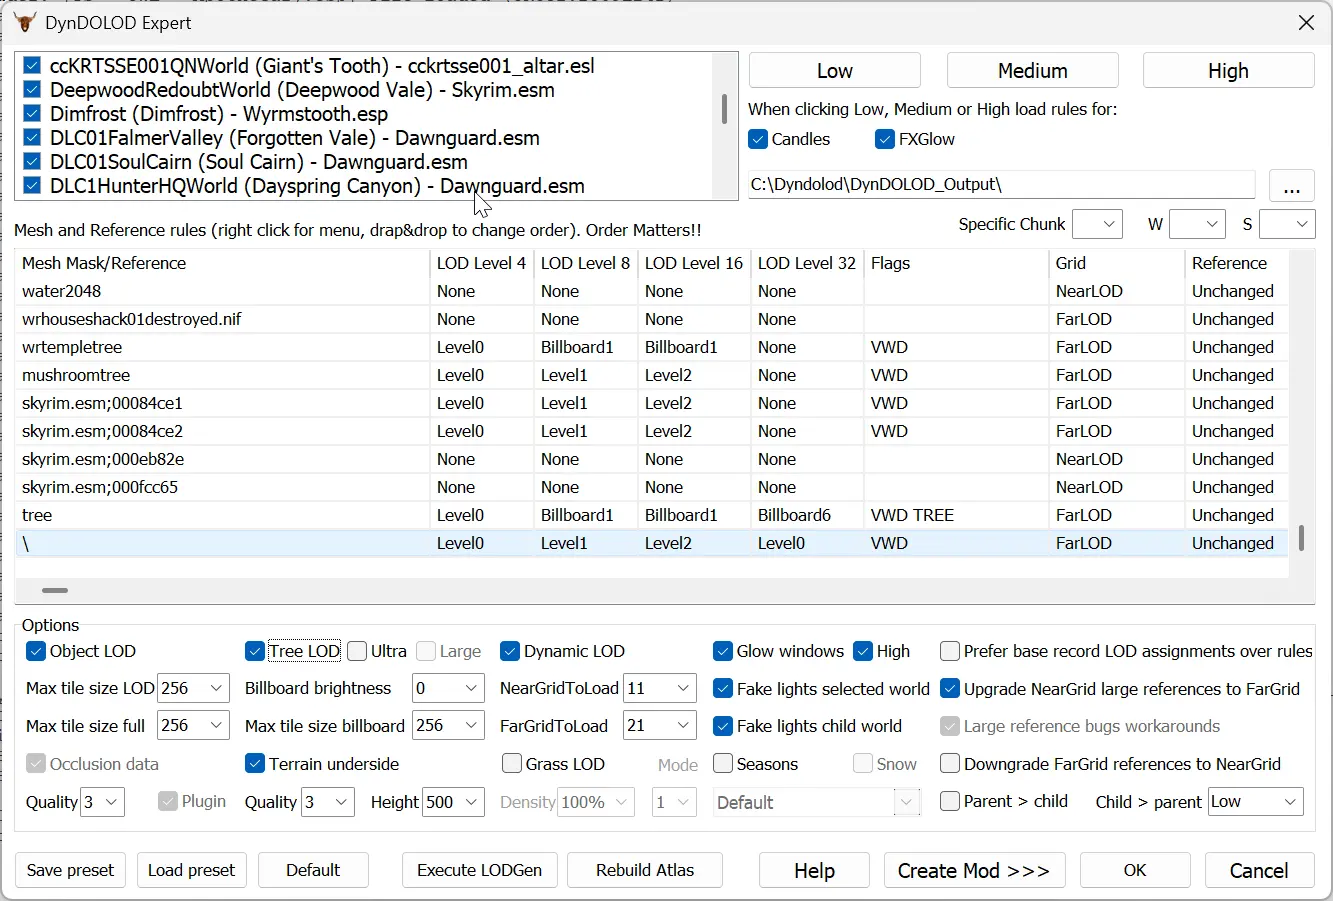 DynDOLOD Expert
ccKRTSSE001QNWorld (Giant's Tooth) - cckrtsse001_altar.esl
DeepwoodRedoubtWorld (Deepwood Vale) - Skyrim.esm
Dimfrost (Dimfrost) - Wyrmstooth.esp
DLC01FalmerValley (Forgotten Vale) - Dawnguard.esm
DLC01SoulCairn (Soul Cairn) - Dawnguard.esm
DLC1HunterHQWorld (Dayspring Canyon) - Dawnguard.esm
Low Medium High
When clicking Low, Medium or High load rules for:
Candles FXGlow
C:\Dyndolod\DynDOLOD_Output\ ...
Specific Chunk W S
Mesh and Reference rules (right click for menu, drap&drop to change order). Order Matters!!
Mesh Mask/Reference LOD Level 4 LOD Level 8 LOD Level 16 LOD Level 32 Flags Grid Reference
water2048 None None None None NearLOD Unchanged
wrhouseshack01destroyed.nif None None None None FarLOD Unchanged
wrtempletree Level0 Billboard1 Billboard1 None VWD FarLOD Unchanged
mushroomtree Level0 Level1 Level2 None VWD FarLOD Unchanged
skyrim.esm;00084ce1 Level0 Level1 Level2 None VWD FarLOD Unchanged
skyrim.esm;00084ce2 Level0 Level1 Level2 None VWD FarLOD Unchanged
skyrim.esm;000eb82e None None None None NearLOD Unchanged
skyrim.esm;000fcc65 None None None None NearLOD Unchanged
tree Level0 Billboard1 Billboard1 Billboard6 VWD TREE FarLOD Unchanged
\ Level0 Level1 Level2 Level0 VWD FarLOD Unchanged
Options
Object LOD Tree LOD Ultra Large Dynamic LOD Glow windows High Prefer base record LOD assignments over rules
Max tile size LOD 256 Billboard brightness 0 NearGridToLoad 11 Fake lights selected world Upgrade NearGrid large references to FarGrid
Max tile size full 256 Max tile size billboard 256 FarGridToLoad 21 Fake lights child world Large reference bugs workarounds
Occlusion data Terrain underside Grass LOD Mode Seasons Snow Downgrade FarGrid references to NearGrid
Quality 3 Plugin Quality 3 Height 500 Density 100% 1 Default Parent > child Child > parent Low
Save preset Load preset Default Execute LODGen Rebuild Atlas Help Create Mod >>> OK Cancel